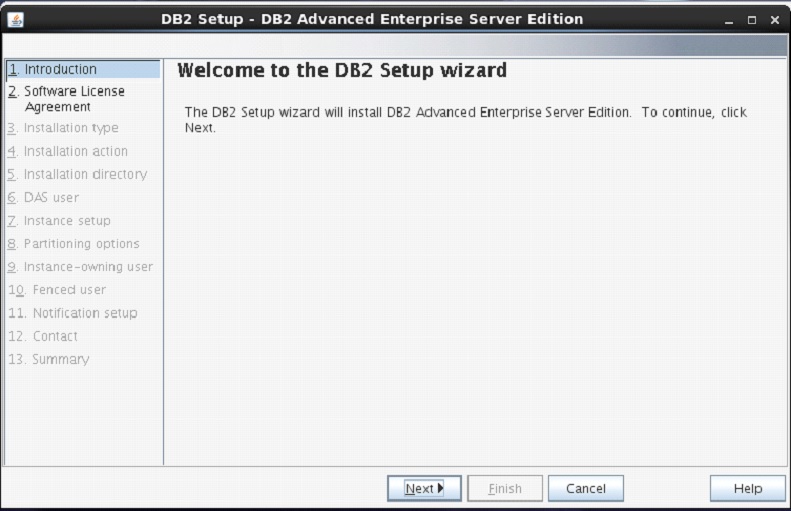 DB2 Setup - DB2 Advanced Enterprise Server Edition
1. Introduction
2. Software License
Agreement
3. Installation type
4. Installation action
5. Installation directory
6. DAS user
7. Instance setup
8. Partitioning options
9. Instance-owning user
10. Fenced user
11. Notification setup
12. Contact
13. Summary
Welcome to the DB2 Setup wizard
The DB2 Setup wizard will install DB2 Advanced Enterprise Server Edition. To continue, click
Next.
Next
Finish
Cancel
Help